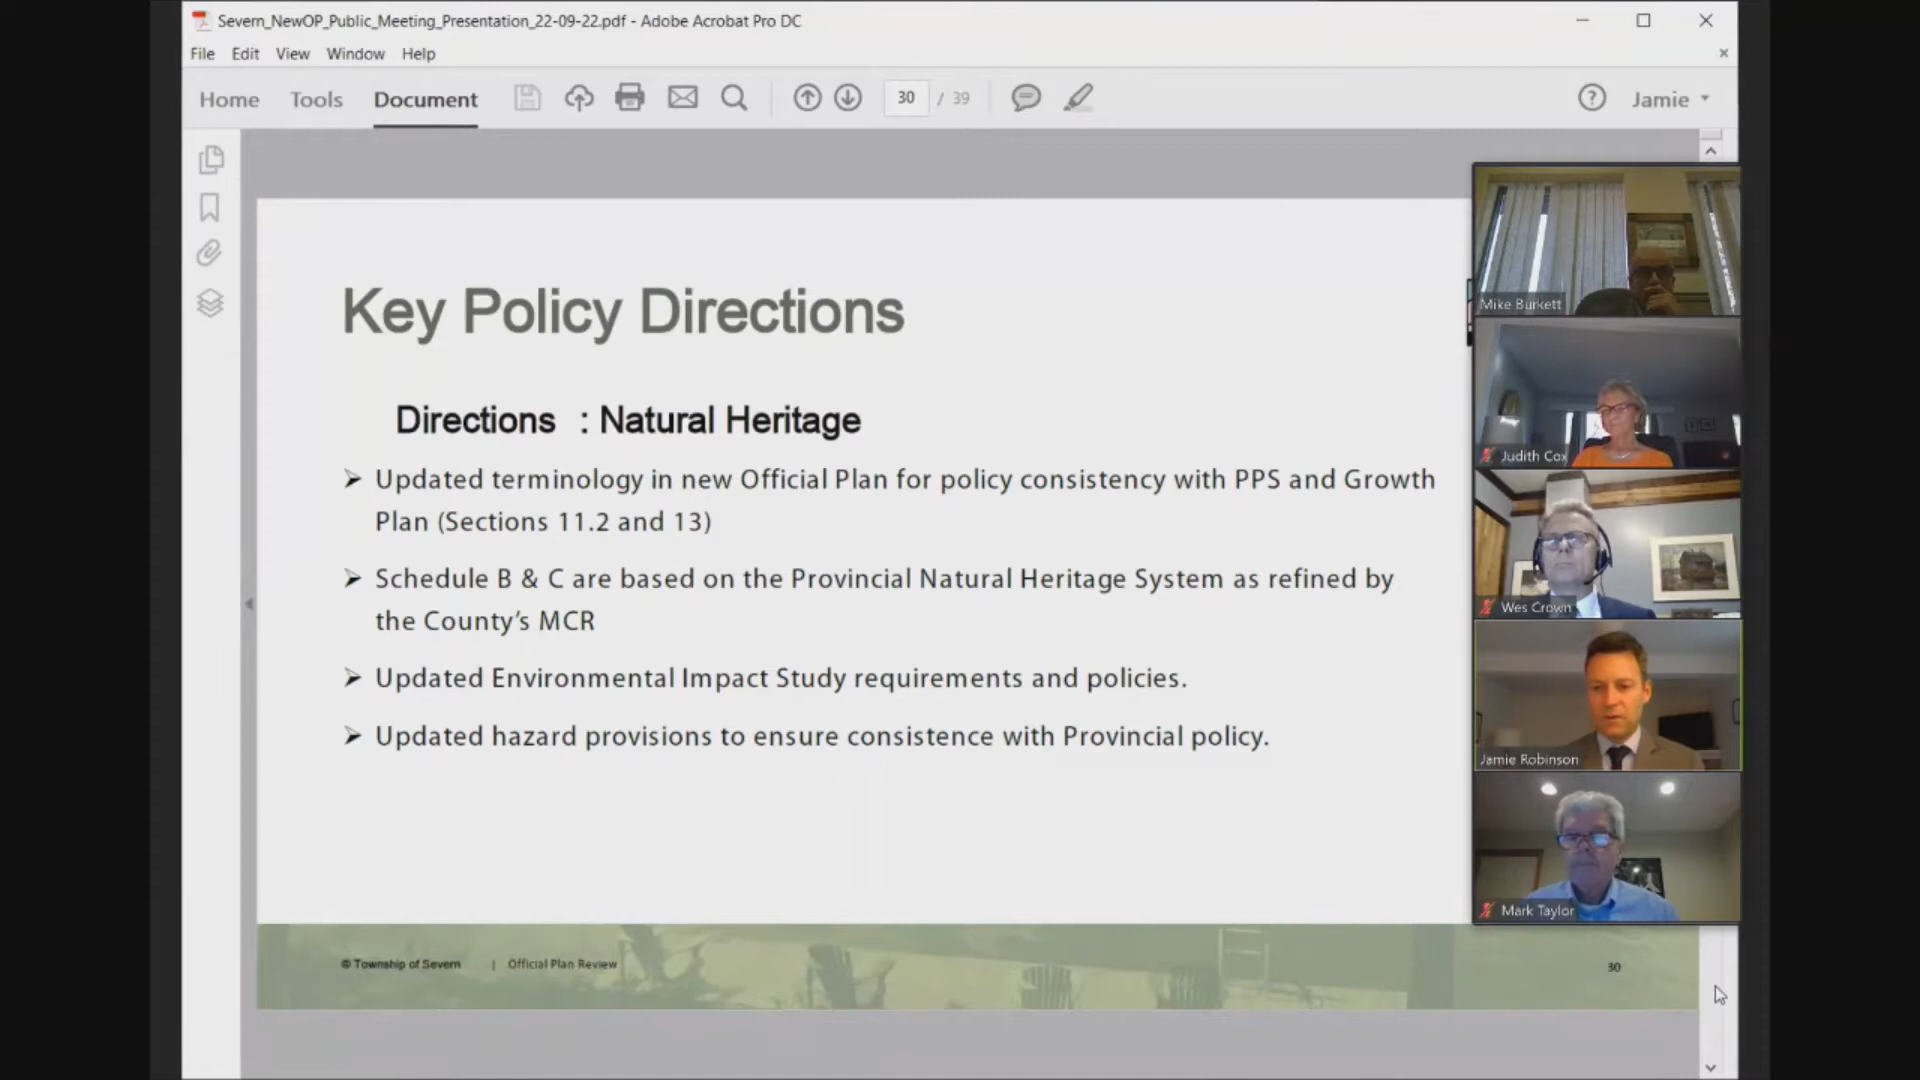 Severn_NewOP_Public_Meeting_Presentation_22-09-22.pdf - Adobe Acrobat Pro DC
File Edit View Window Help
Home Tools Document 30 / 39 Jamie
Key Policy Directions
Directions : Natural Heritage
➢ Updated terminology in new Official Plan for policy consistency with PPS and Growth
Plan (Sections 11.2 and 13)
➢ Schedule B & C are based on the Provincial Natural Heritage System as refined by
the County's MCR
➢ Updated Environmental Impact Study requirements and policies.
➢ Updated hazard provisions to ensure consistence with Provincial policy.
© Township of Severn | Official Plan Review 30
Mike Burkett
Judith Cox
Wes Crown
Jamie Robinson
Mark Taylor